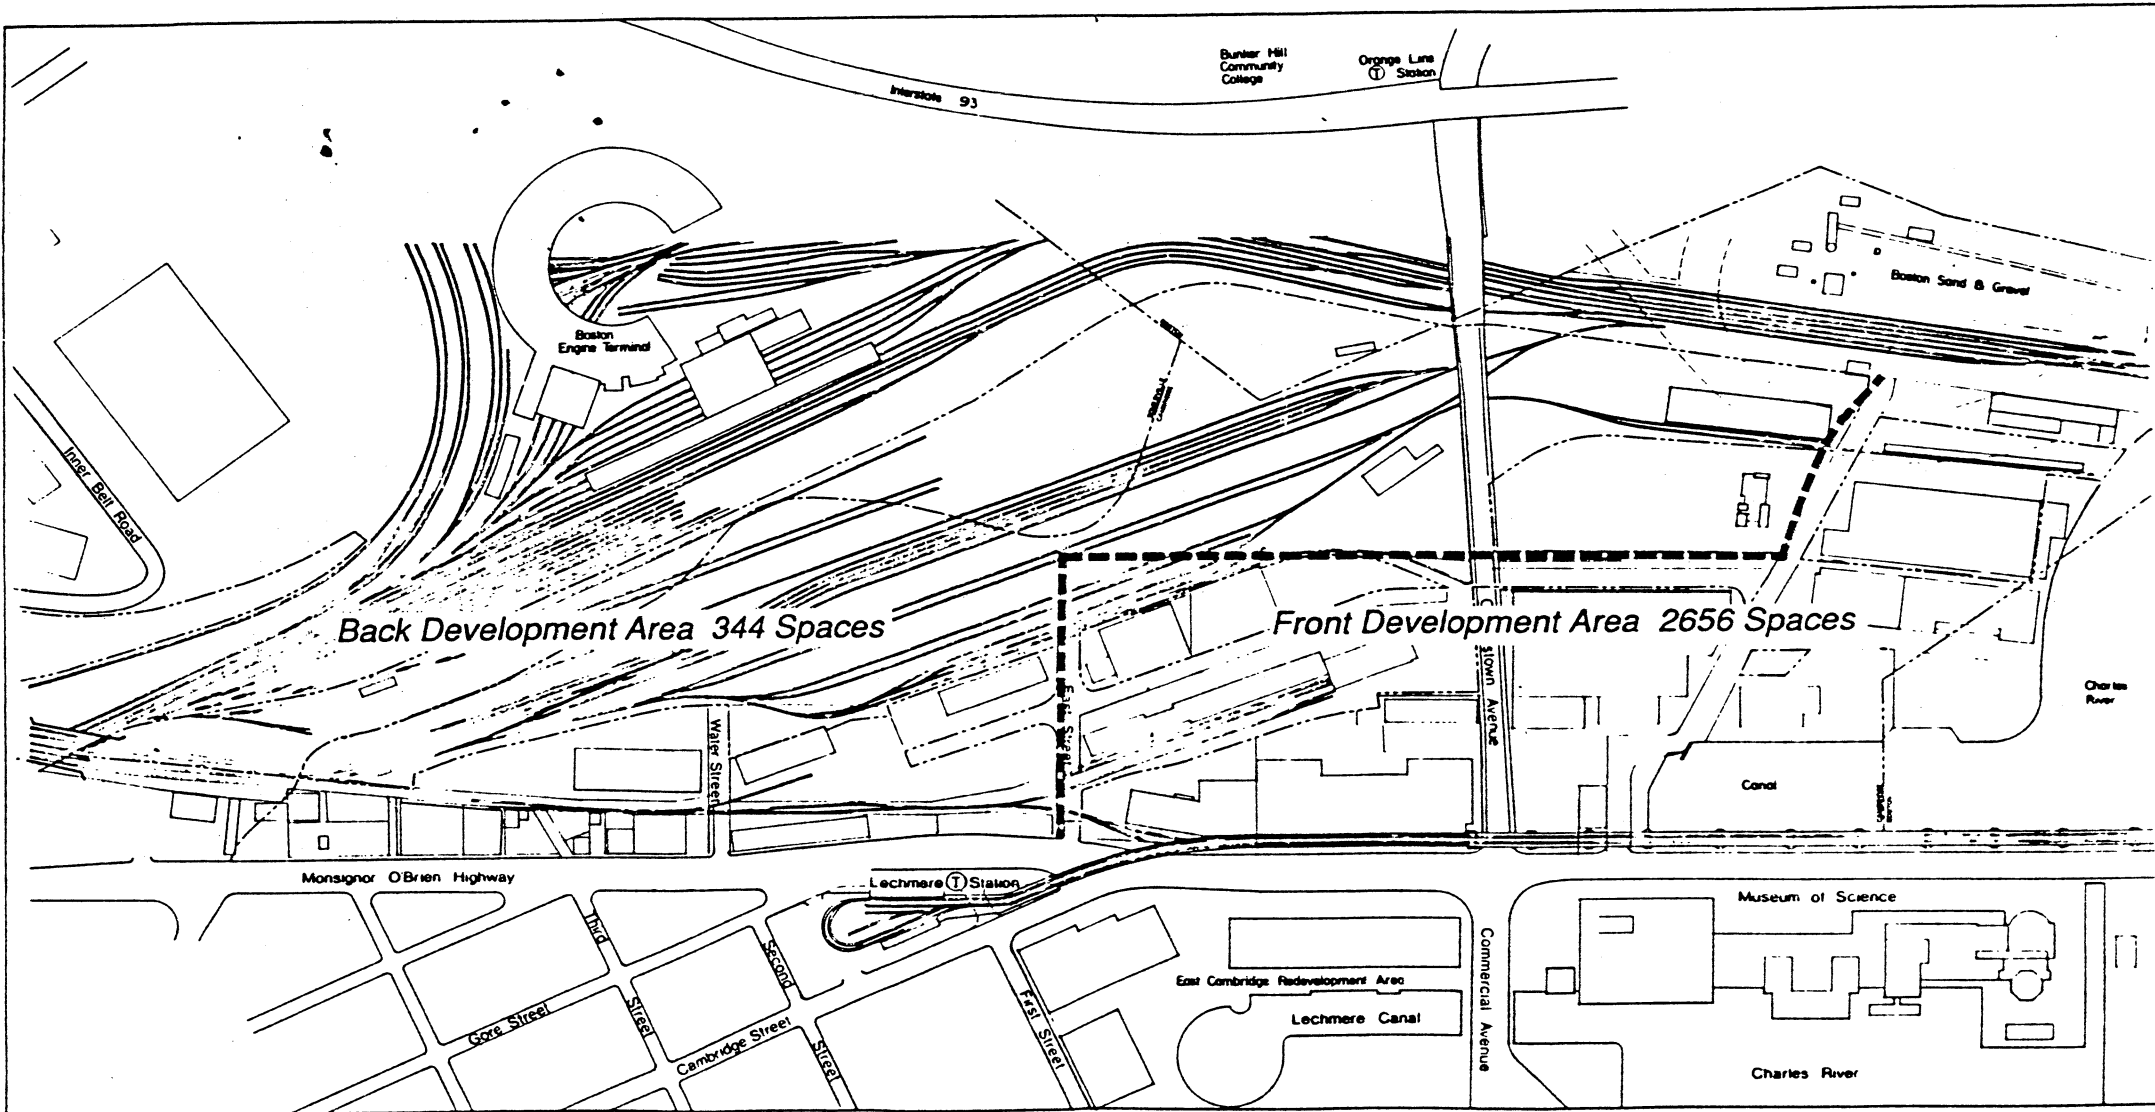 Bunker Hill
Community
College
Orange Line
Ⓣ Station
Interstate 93
Boston Sand & Gravel
Boston
Engine Terminal
Inner Belt Road
Back Development Area 344 Spaces
Front Development Area 2656 Spaces
Charles
River
Water Street
East Street
stown Avenue
Canal
Monsignor O'Brien Highway
Lechmere Ⓣ Station
Museum of Science
Third
Street
Second
Street
First Street
Gore Street
Cambridge Street
East Cambridge Redevelopment Area
Lechmere Canal
Commercial Avenue
Charles River